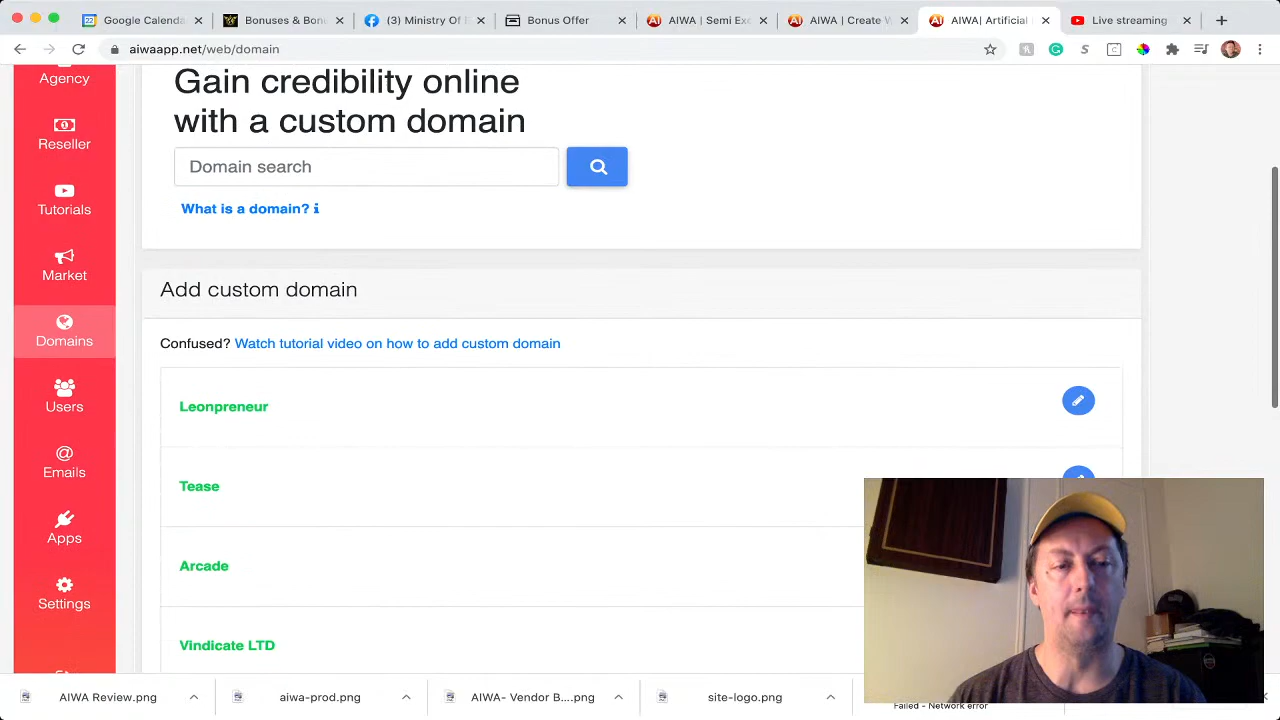 Google Calenda
Bonuses & Bonu
(3) Ministry Of
Bonus Offer
AIWA | Semi Exc
AIWA | Create W
AIWA| Artificial
Live streaming
aiwaapp.net/web/domain
Agency
Reseller
Tutorials
Market
Domains
Users
Emails
Apps
Settings
Gain credibility online
with a custom domain
Domain search
What is a domain?
Add custom domain
Confused? Watch tutorial video on how to add custom domain
Leonpreneur
Tease
Arcade
Vindicate LTD
AIWA Review.png
aiwa-prod.png
AIWA- Vendor B....png
site-logo.png
Failed - Network error